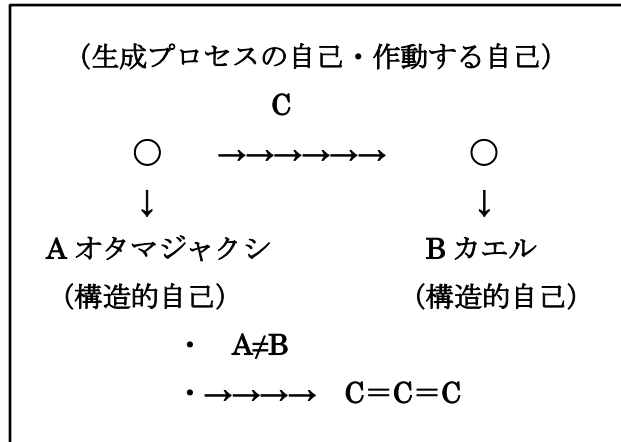 （生成プロセスの自己・作動する自己）
C
○ →→→→→→ ○
↓ ↓
A オタマジャクシ B カエル
（構造的自己） （構造的自己）
・ A≠B
・→→→→ C＝C＝C